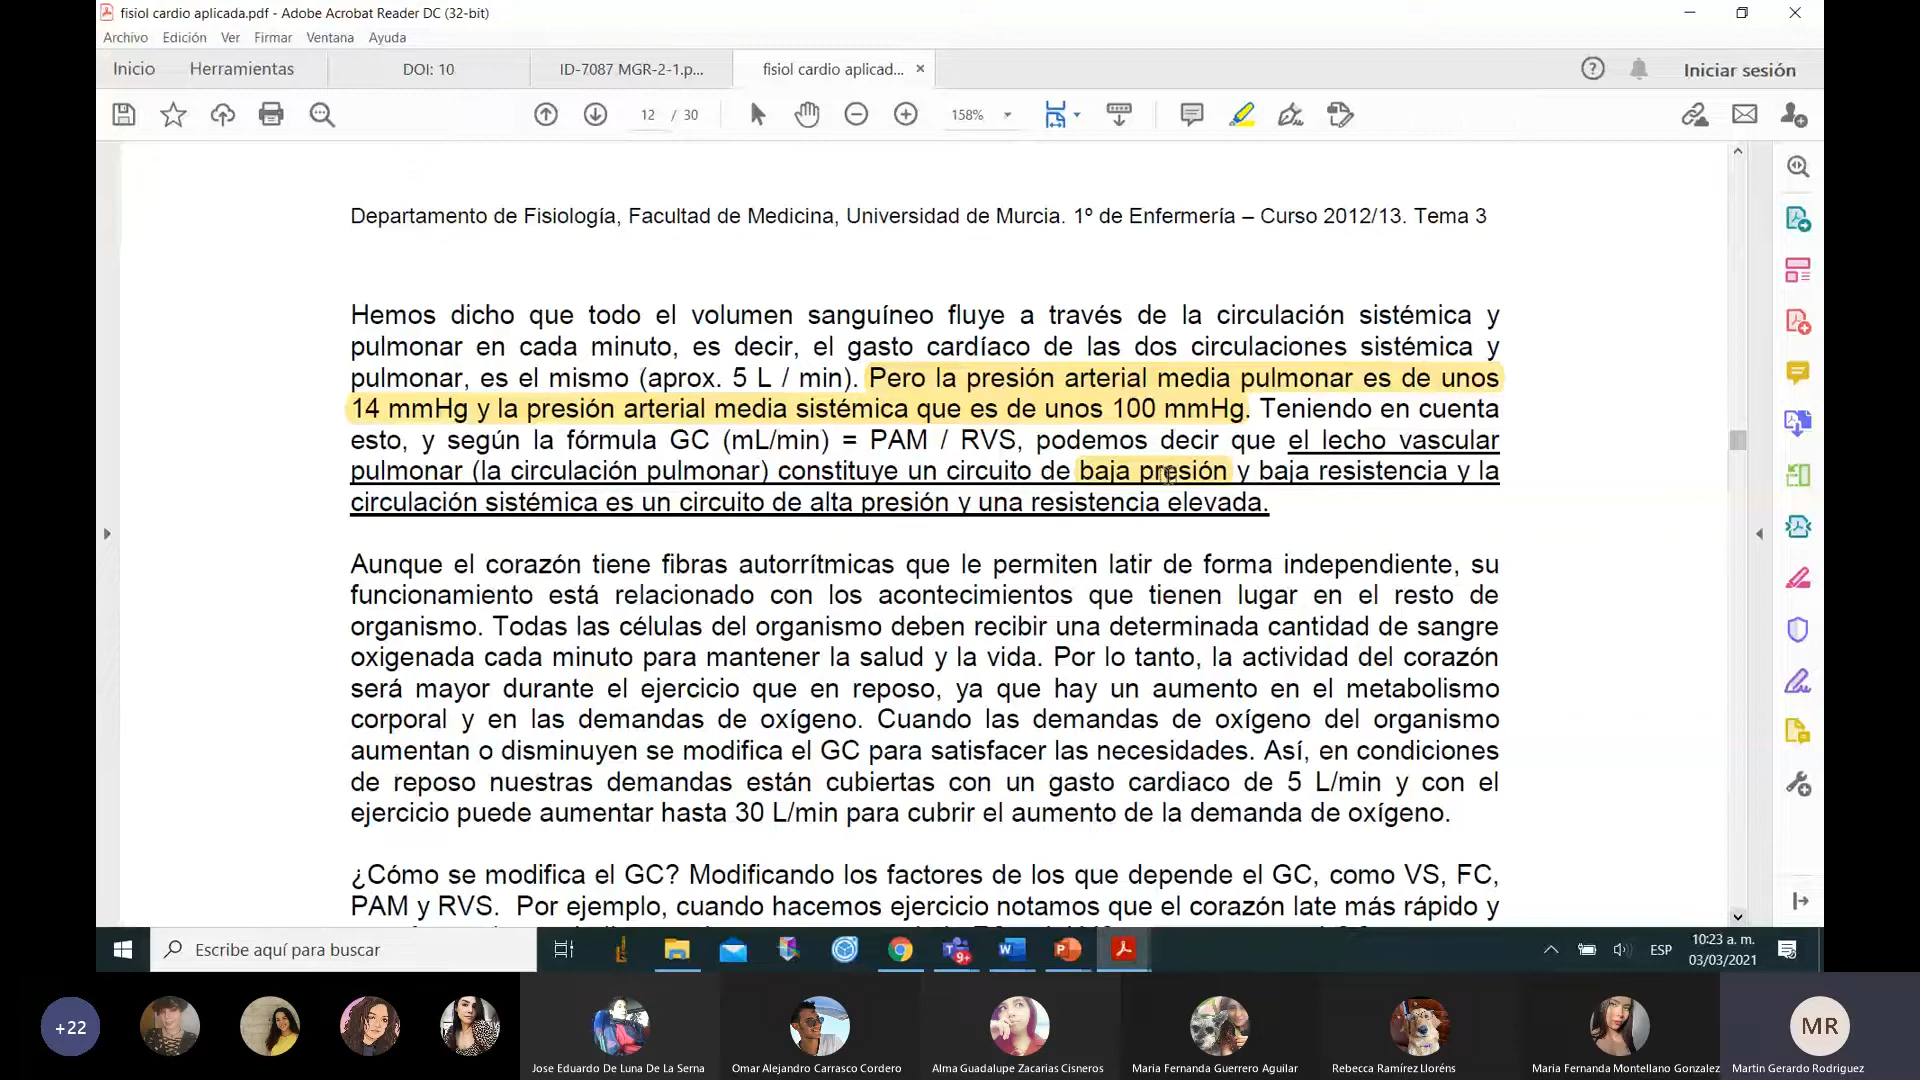 fisiol cardio aplicada.pdf - Adobe Acrobat Reader DC (32-bit)
Archivo Edición Ver Firmar Ventana Ayuda
Inicio Herramientas DOI: 10 ID-7087 MGR-2-1.p... fisiol cardio aplicad... × Iniciar sesión
12 / 30 158%
Departamento de Fisiología, Facultad de Medicina, Universidad de Murcia. 1º de Enfermería – Curso 2012/13. Tema 3
Hemos dicho que todo el volumen sanguíneo fluye a través de la circulación sistémica y
pulmonar en cada minuto, es decir, el gasto cardíaco de las dos circulaciones sistémica y
pulmonar, es el mismo (aprox. 5 L / min). Pero la presión arterial media pulmonar es de unos
14 mmHg y la presión arterial media sistémica que es de unos 100 mmHg. Teniendo en cuenta
esto, y según la fórmula GC (mL/min) = PAM / RVS, podemos decir que el lecho vascular
pulmonar (la circulación pulmonar) constituye un circuito de baja presión y baja resistencia y la
circulación sistémica es un circuito de alta presión y una resistencia elevada.
Aunque el corazón tiene fibras autorrítmicas que le permiten latir de forma independiente, su
funcionamiento está relacionado con los acontecimientos que tienen lugar en el resto de
organismo. Todas las células del organismo deben recibir una determinada cantidad de sangre
oxigenada cada minuto para mantener la salud y la vida. Por lo tanto, la actividad del corazón
será mayor durante el ejercicio que en reposo, ya que hay un aumento en el metabolismo
corporal y en las demandas de oxígeno. Cuando las demandas de oxígeno del organismo
aumentan o disminuyen se modifica el GC para satisfacer las necesidades. Así, en condiciones
de reposo nuestras demandas están cubiertas con un gasto cardiaco de 5 L/min y con el
ejercicio puede aumentar hasta 30 L/min para cubrir el aumento de la demanda de oxígeno.
¿Cómo se modifica el GC? Modificando los factores de los que depende el GC, como VS, FC,
PAM y RVS. Por ejemplo, cuando hacemos ejercicio notamos que el corazón late más rápido y
Escribe aquí para buscar 9+ ESP 10:23 a. m.
03/03/2021
+22 MR
Jose Eduardo De Luna De La Serna Omar Alejandro Carrasco Cordero Alma Guadalupe Zacarias Cisneros Maria Fernanda Guerrero Aguilar Rebecca Ramírez Lloréns Maria Fernanda Montellano Gonzalez Martin Gerardo Rodriguez